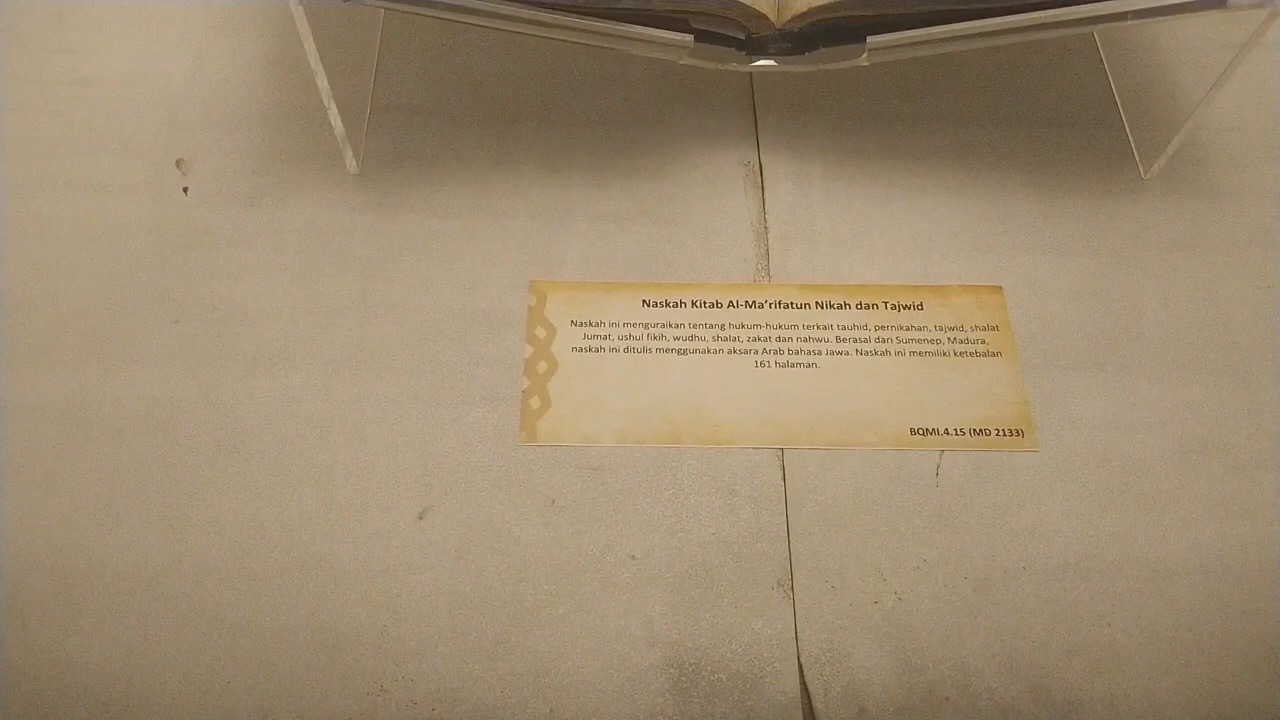 Naskah Kitab Al-Ma’rifatun Nikah dan Tajwid
Naskah ini menguraikan tentang hukum-hukum terkait tauhid, pernikahan, tajwid, shalat
Jumat, ushul fikih, wudhu, shalat, zakat dan nahwu. Berasal dari Sumenep, Madura,
naskah ini ditulis menggunakan aksara Arab bahasa Jawa. Naskah ini memiliki ketebalan
161 halaman.
BQMI.4.15 (MD 2133)